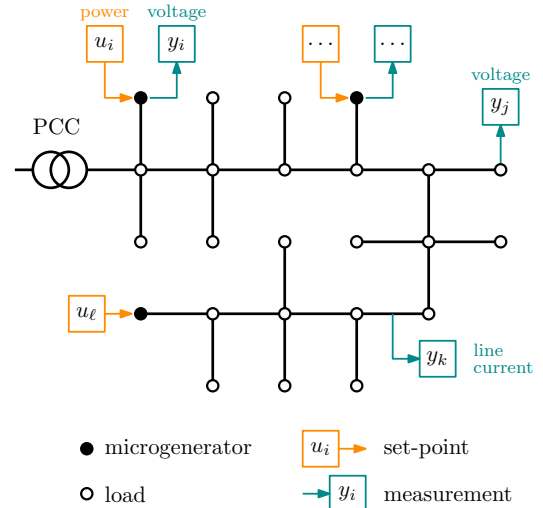 power voltage
u_i y_i ... ...
voltage
y_j
PCC
u_ℓ
y_k line
current
microgenerator u_i set-point
load y_i measurement